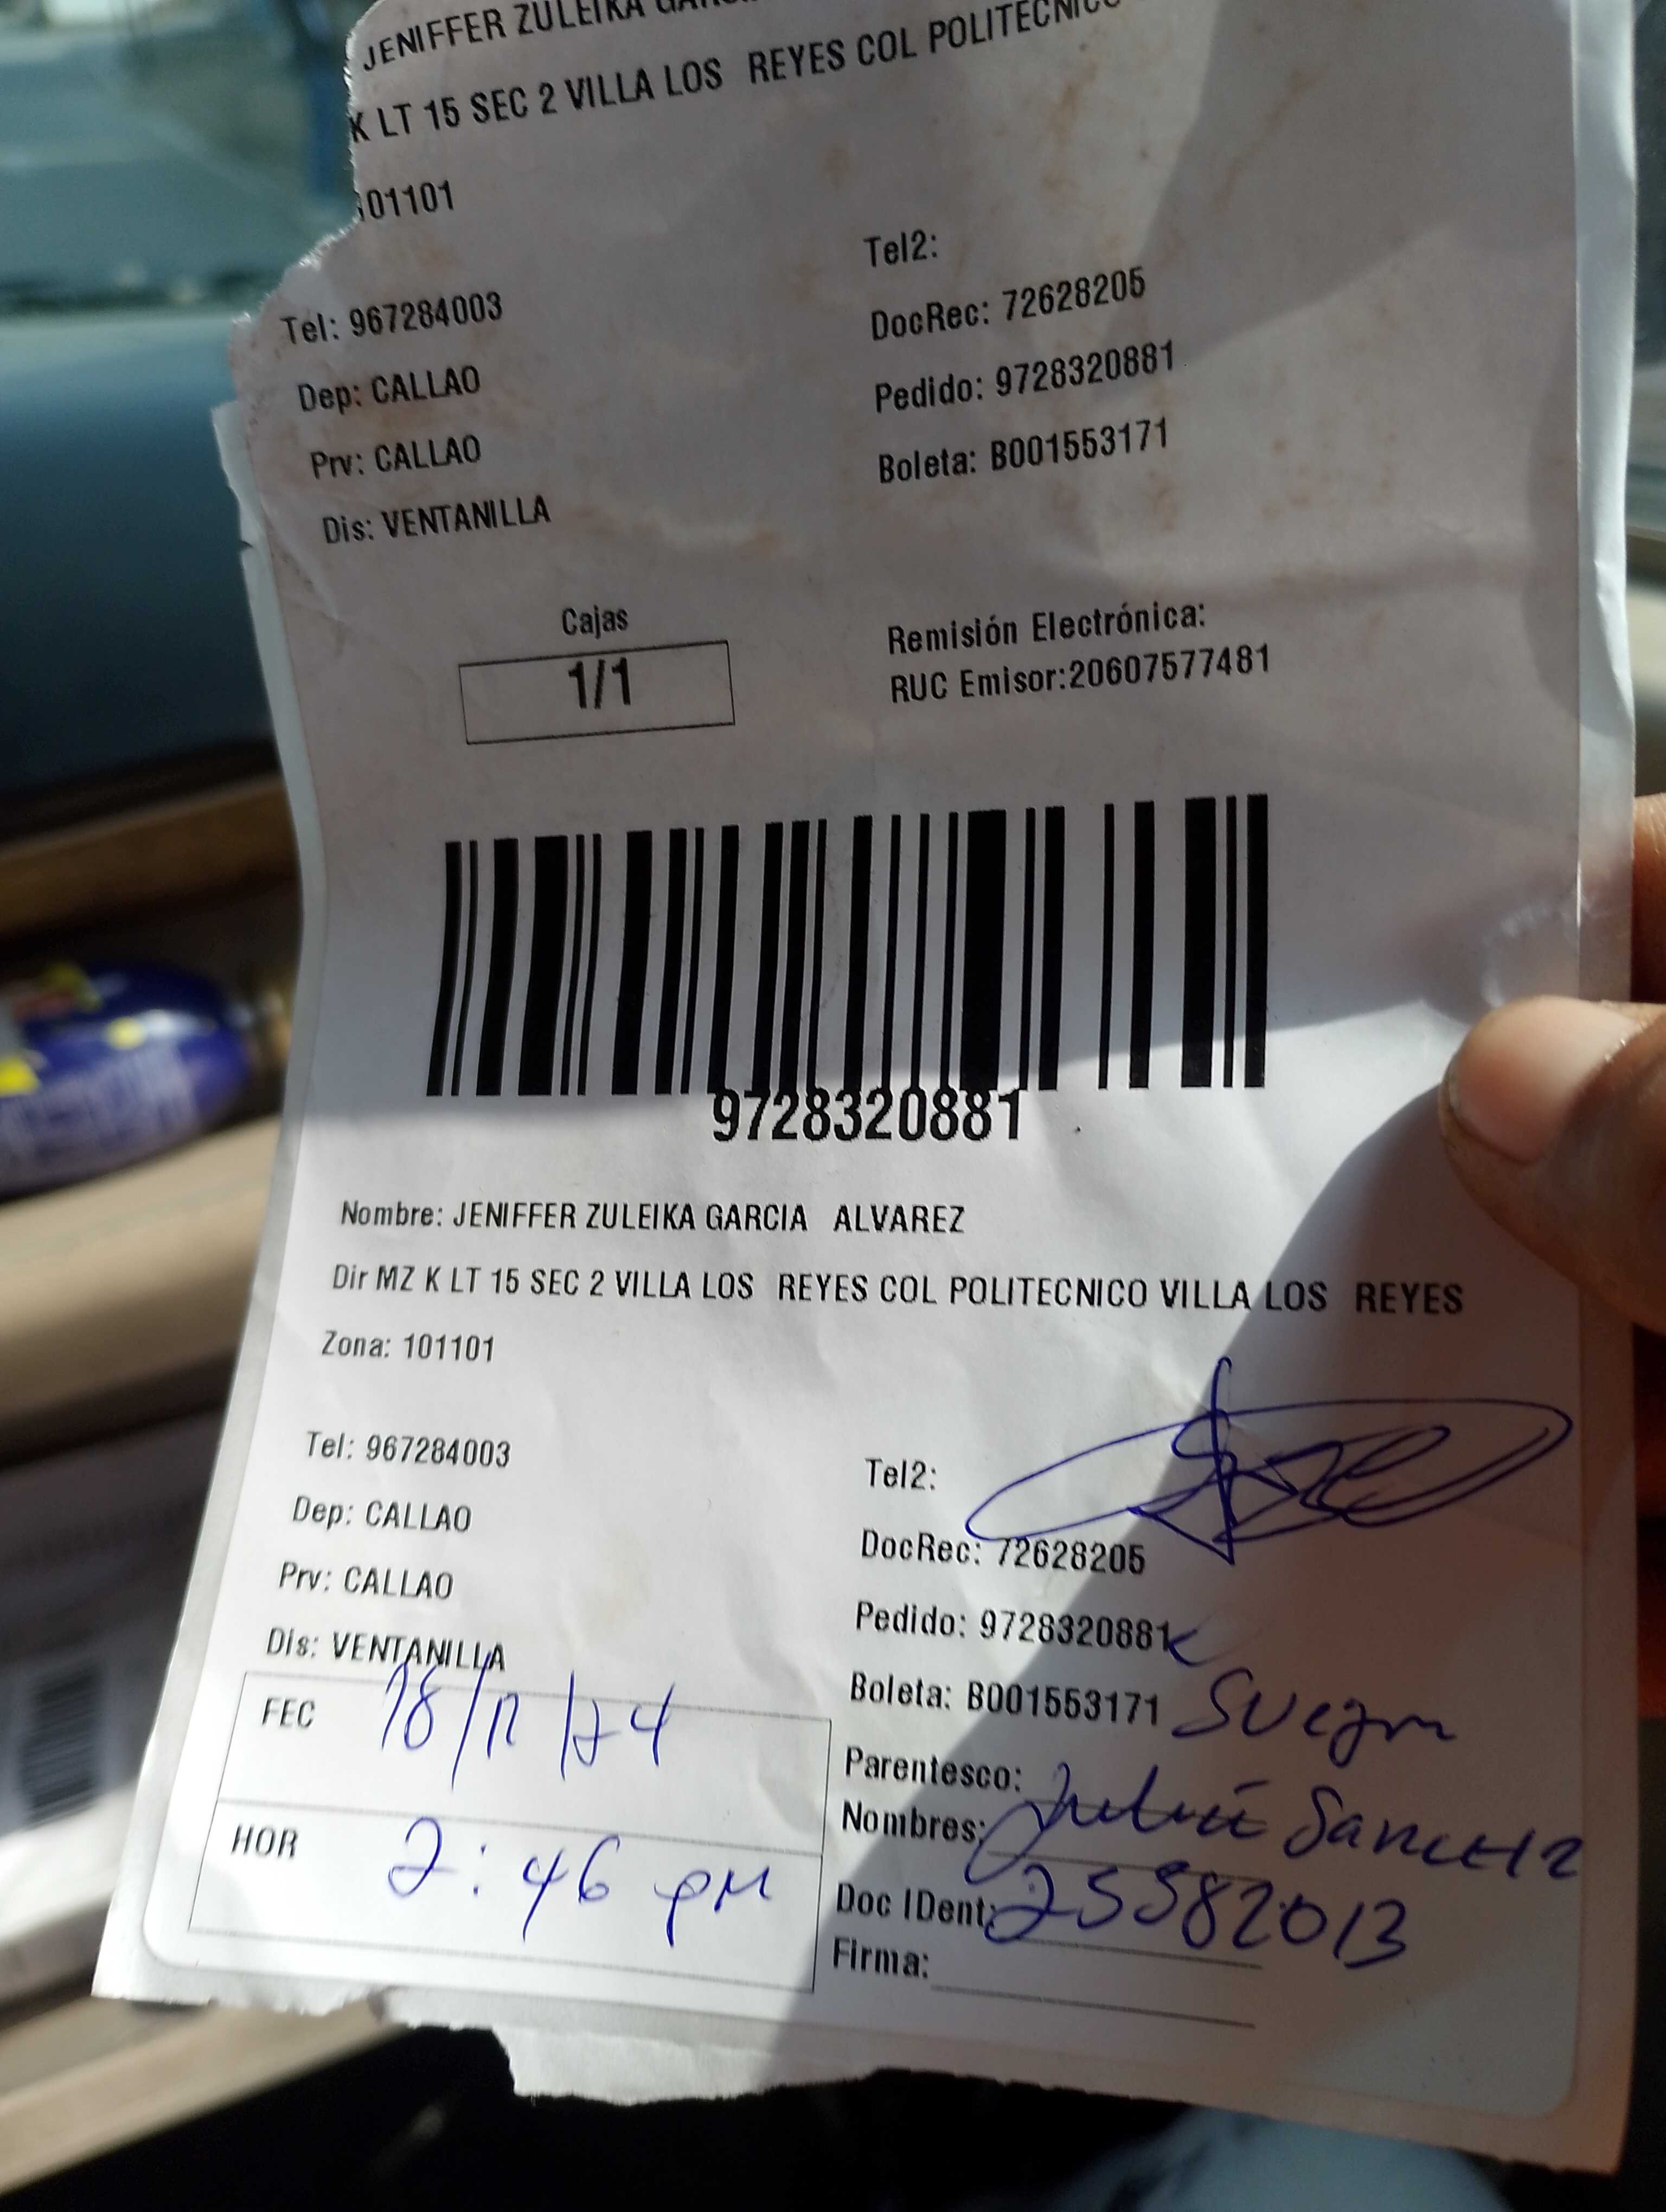 JENIFFER ZULEIKA
K LT 15 SEC 2 VILLA LOS REYES COL POLITECNICO
101101
Tel: 967284003
Tel2:
Dep: CALLAO
DocRec: 72628205
Prv: CALLAO
Pedido: 9728320881
Dis: VENTANILLA
Boleta: B001553171
Cajas
1/1
Remisión Electrónica:
RUC Emisor:20607577481
9728320881
Nombre: JENIFFER ZULEIKA GARCIA ALVAREZ
Dir MZ K LT 15 SEC 2 VILLA LOS REYES COL POLITECNICO VILLA LOS REYES
Zona: 101101
Tel: 967284003
Tel2:
Dep: CALLAO
DocRec: 72628205
Prv: CALLAO
Pedido: 9728320881
Dis: VENTANILLA
Boleta: B001553171
FEC 18/11/24
HOR 2:46 pm
Parentesco: Suegra
Nombres: Sanchez
Doc IDent: 25582013
Firma: